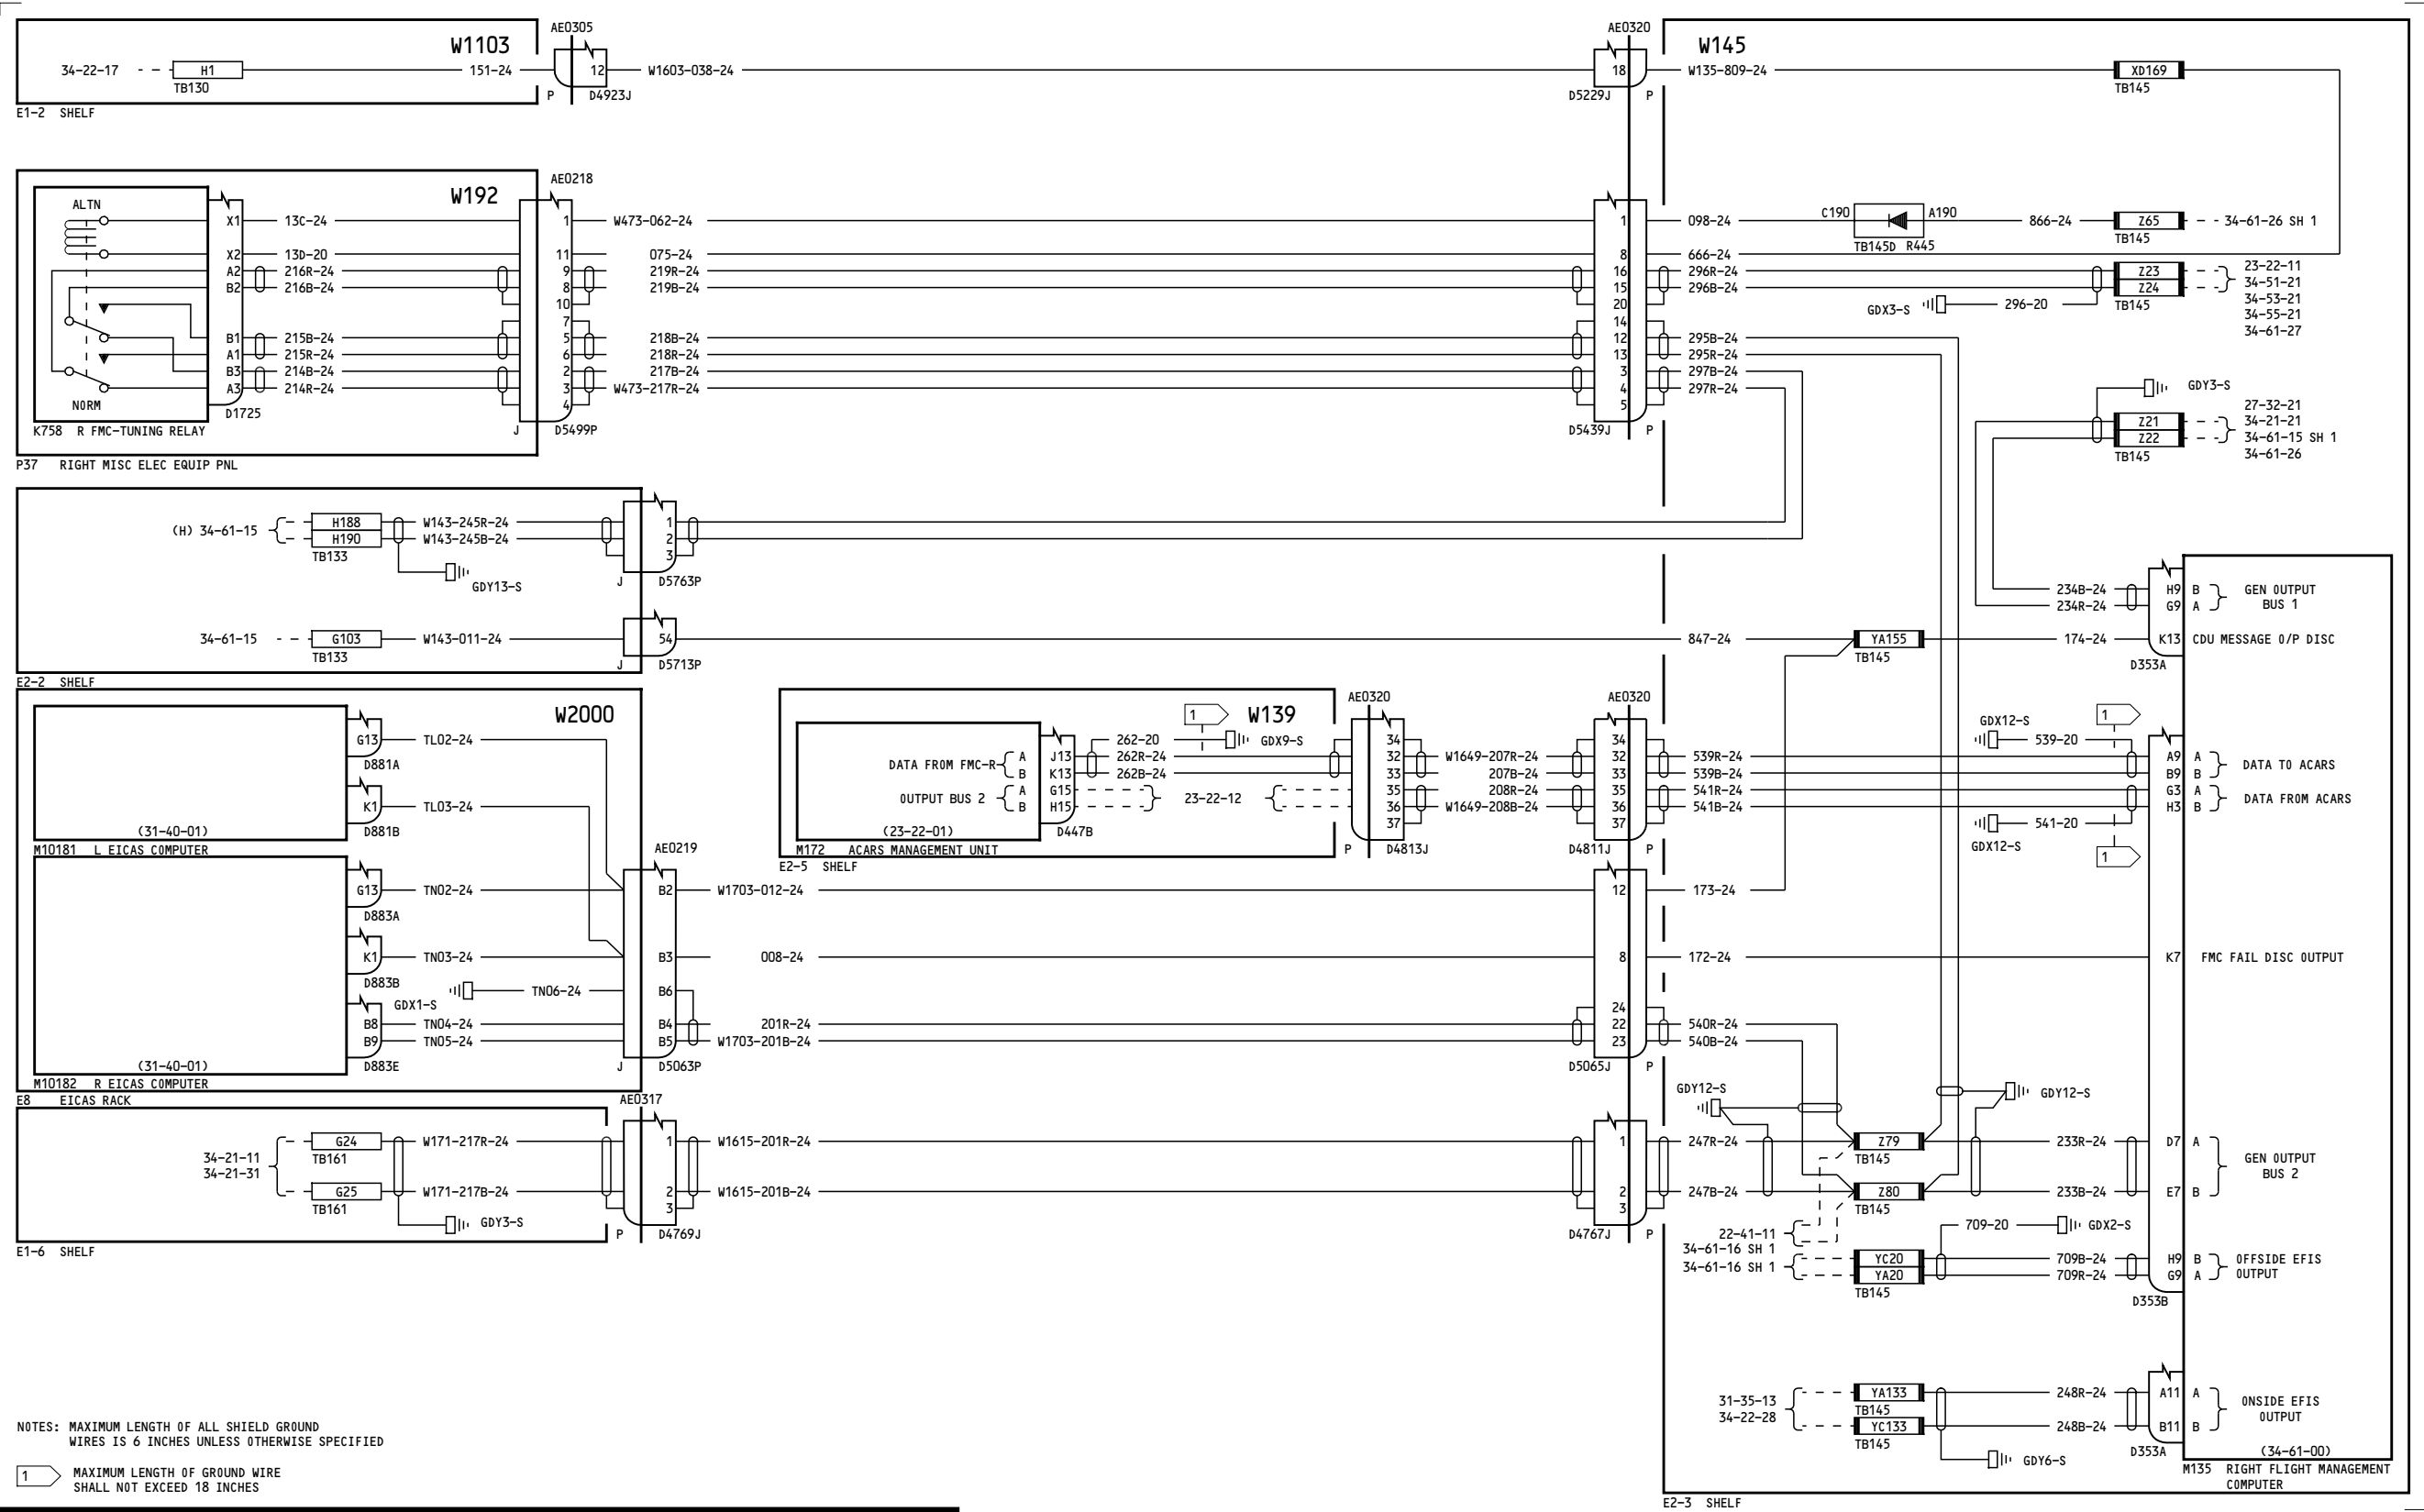 W1103
AE0305
34-22-17
H1
TB130
151-24
12
W1603-038-24
P
D4923J
E1-2 SHELF
AE0320
18
D5229J
P
W145
W135-809-24
XD169
TB145
W192
AE0218
ALTN
NORM
K758 R FMC-TUNING RELAY
P37 RIGHT MISC ELEC EQUIP PNL
X1
X2
A2
B2
B1
A1
B3
A3
D1725
13C-24
13D-20
216R-24
216B-24
215B-24
215R-24
214B-24
214R-24
1
11
9
8
10
7
5
6
2
3
4
J
D5499P
W473-062-24
075-24
219R-24
219B-24
218B-24
218R-24
217B-24
W473-217R-24
1
8
16
15
20
14
12
13
3
4
5
D5439J
P
098-24
666-24
296R-24
296B-24
295B-24
295R-24
297B-24
297R-24
C190
A190
TB145D R445
866-24
Z65
TB145
34-61-26 SH 1
GDX3-S
296-20
Z23
Z24
TB145
23-22-11
34-51-21
34-53-21
34-55-21
34-61-27
GDY3-S
Z21
Z22
TB145
27-32-21
34-21-21
34-61-15 SH 1
34-61-26
(H) 34-61-15
H188
H190
TB133
W143-245R-24
W143-245B-24
GDY13-S
1
2
3
J
D5763P
34-61-15
G103
TB133
W143-011-24
54
J
D5713P
E2-2 SHELF
847-24
YA155
TB145
234B-24
234R-24
174-24
H9
G9
K13
D353A
B
A
GEN OUTPUT
BUS 1
CDU MESSAGE O/P DISC
W2000
G13
D881A
K1
D881B
TL02-24
TL03-24
(31-40-01)
M10181 L EICAS COMPUTER
G13
D883A
K1
D883B
GDX1-S
B8
B9
D883E
TN02-24
TN03-24
TN06-24
TN04-24
TN05-24
(31-40-01)
M10182 R EICAS COMPUTER
E8 EICAS RACK
AE0219
B2
B3
B6
B4
B5
J
D5063P
W1703-012-24
008-24
201R-24
W1703-201B-24
1
W139
DATA FROM FMC-R
A
B
OUTPUT BUS 2
A
B
J13
K13
G15
H15
D447B
262-20
262R-24
262B-24
GDX9-S
23-22-12
(23-22-01)
M172 ACARS MANAGEMENT UNIT
E2-5 SHELF
AE0320
34
32
33
35
36
37
P
D4813J
W1649-207R-24
207B-24
208R-24
W1649-208B-24
AE0320
34
32
33
35
36
37
D4811J
P
539R-24
539B-24
541R-24
541B-24
GDX12-S
539-20
1
541-20
GDX12-S
1
A9
B9
G3
H3
A
B
A
B
DATA TO ACARS
DATA FROM ACARS
12
8
24
22
23
D5065J
P
173-24
172-24
540R-24
540B-24
K7
FMC FAIL DISC OUTPUT
34-21-11
34-21-31
G24
TB161
G25
TB161
W171-217R-24
W171-217B-24
GDY3-S
E1-6 SHELF
AE0317
1
2
3
P
D4769J
W1615-201R-24
W1615-201B-24
1
2
3
D4767J
P
GDY12-S
247R-24
247B-24
Z79
TB145
Z80
TB145
GDY12-S
233R-24
233B-24
D7
E7
A
B
GEN OUTPUT
BUS 2
22-41-11
34-61-16 SH 1
34-61-16 SH 1
YC20
YA20
TB145
709-20
GDX2-S
709B-24
709R-24
H9
G9
D353B
B
A
OFFSIDE EFIS
OUTPUT
31-35-13
34-22-28
YA133
TB145
YC133
TB145
248R-24
248B-24
GDY6-S
A11
B11
D353A
A
B
ONSIDE EFIS
OUTPUT
(34-61-00)
M135 RIGHT FLIGHT MANAGEMENT
COMPUTER
E2-3 SHELF
NOTES: MAXIMUM LENGTH OF ALL SHIELD GROUND
WIRES IS 6 INCHES UNLESS OTHERWISE SPECIFIED
1 MAXIMUM LENGTH OF GROUND WIRE
SHALL NOT EXCEED 18 INCHES